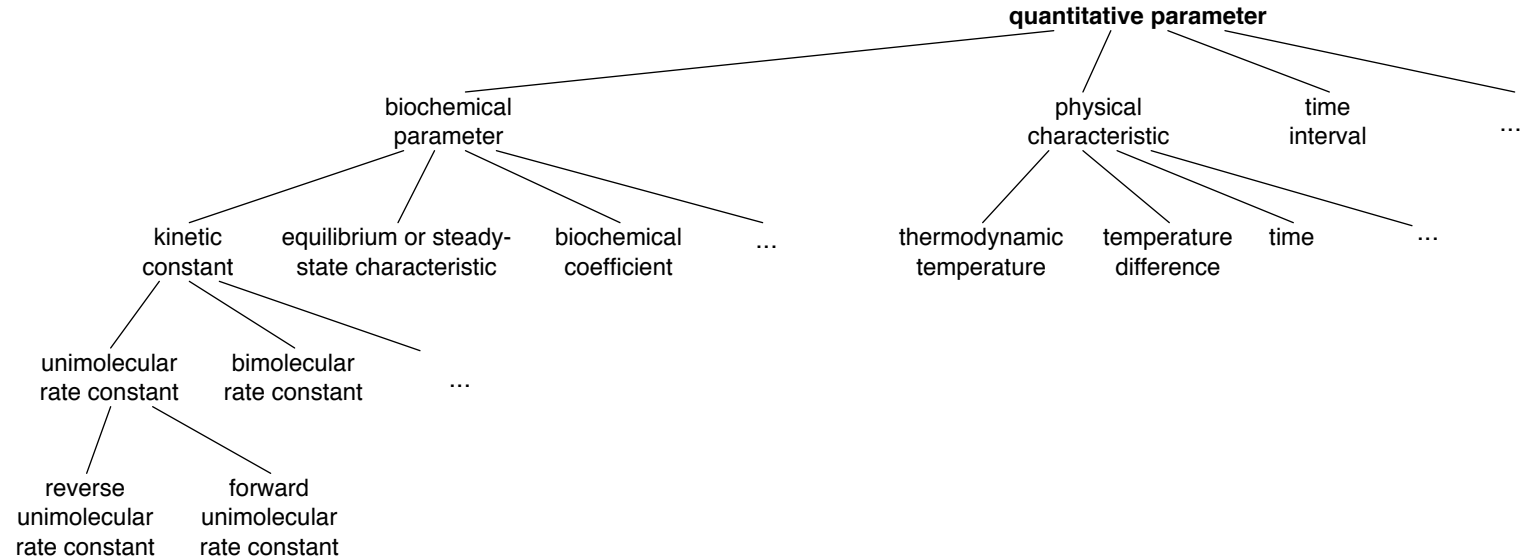 quantitative parameter
biochemical
parameter
physical
characteristic
time
interval
...
kinetic
constant
equilibrium or steady-
state characteristic
biochemical
coefficient
...
thermodynamic
temperature
temperature
difference
time
...
unimolecular
rate constant
bimolecular
rate constant
...
reverse
unimolecular
rate constant
forward
unimolecular
rate constant